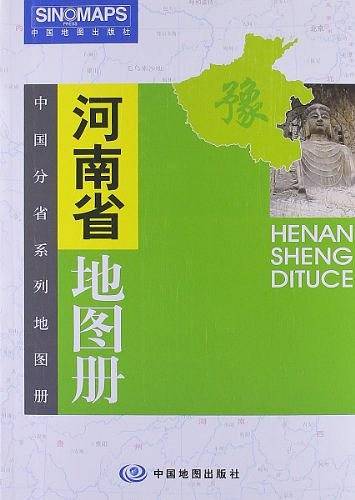 SINOMAPS
PRESS
中国地图出版社
豫
中国分省系列地图册
河南省
地图册
HENAN
SHENG
DITUCE
中国地图出版社